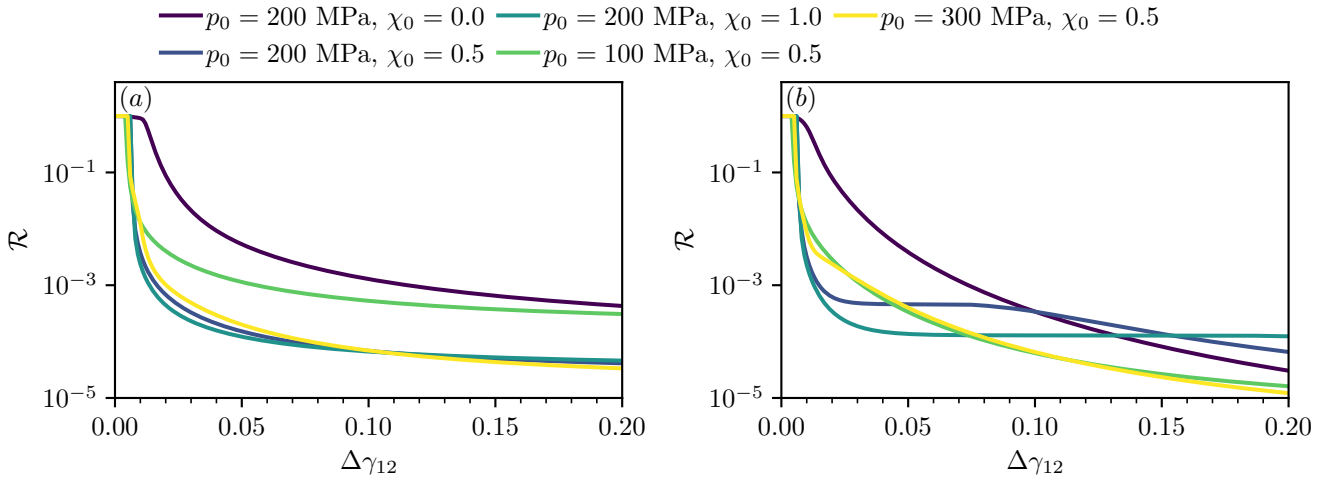 p₀ = 200 MPa, χ₀ = 0.0 p₀ = 200 MPa, χ₀ = 1.0 p₀ = 300 MPa, χ₀ = 0.5
p₀ = 200 MPa, χ₀ = 0.5 p₀ = 100 MPa, χ₀ = 0.5
(a)
10⁻¹
10⁻³
10⁻⁵
ℛ
0.00 0.05 0.10 0.15 0.20
Δγ₁₂
(b)
10⁻¹
10⁻³
10⁻⁵
ℛ
0.00 0.05 0.10 0.15 0.20
Δγ₁₂